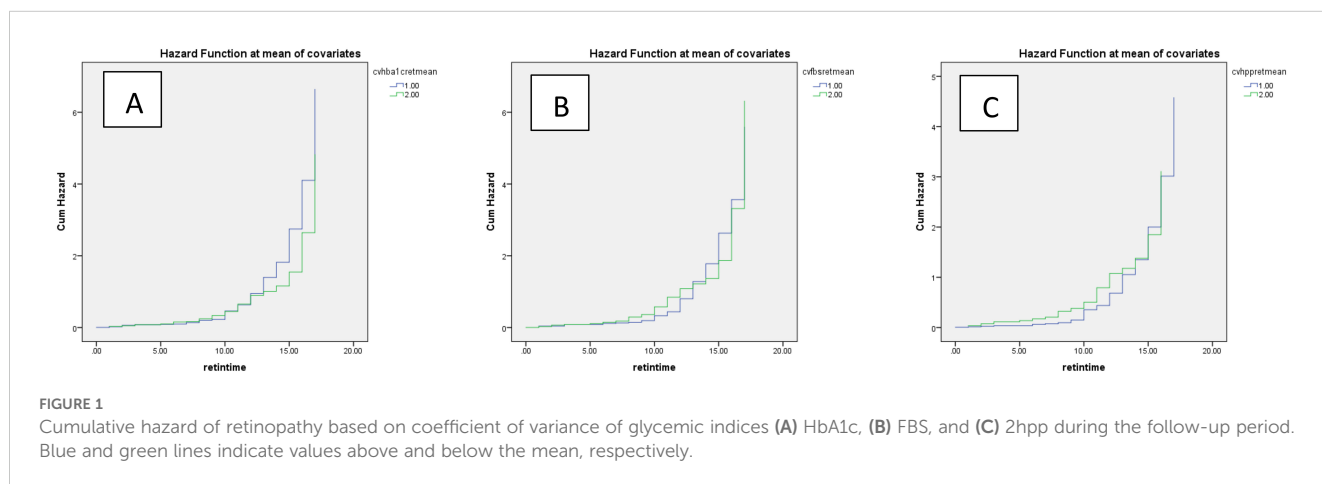 Hazard Function at mean of covariates
A
cvhba1cretmean
1.00
2.00
6
4
2
0
Cum Hazard
.00 5.00 10.00 15.00 20.00
retintime
Hazard Function at mean of covariates
B
cvfbsretmean
1.00
2.00
6
4
2
0
Cum Hazard
.00 5.00 10.00 15.00 20.00
retintime
Hazard Function at mean of covariates
C
cvhppretmean
1.00
2.00
5
4
3
2
1
0
Cum Hazard
.00 5.00 10.00 15.00 20.00
retintime
FIGURE 1
Cumulative hazard of retinopathy based on coefficient of variance of glycemic indices (A) HbA1c, (B) FBS, and (C) 2hpp during the follow-up period.
Blue and green lines indicate values above and below the mean, respectively.